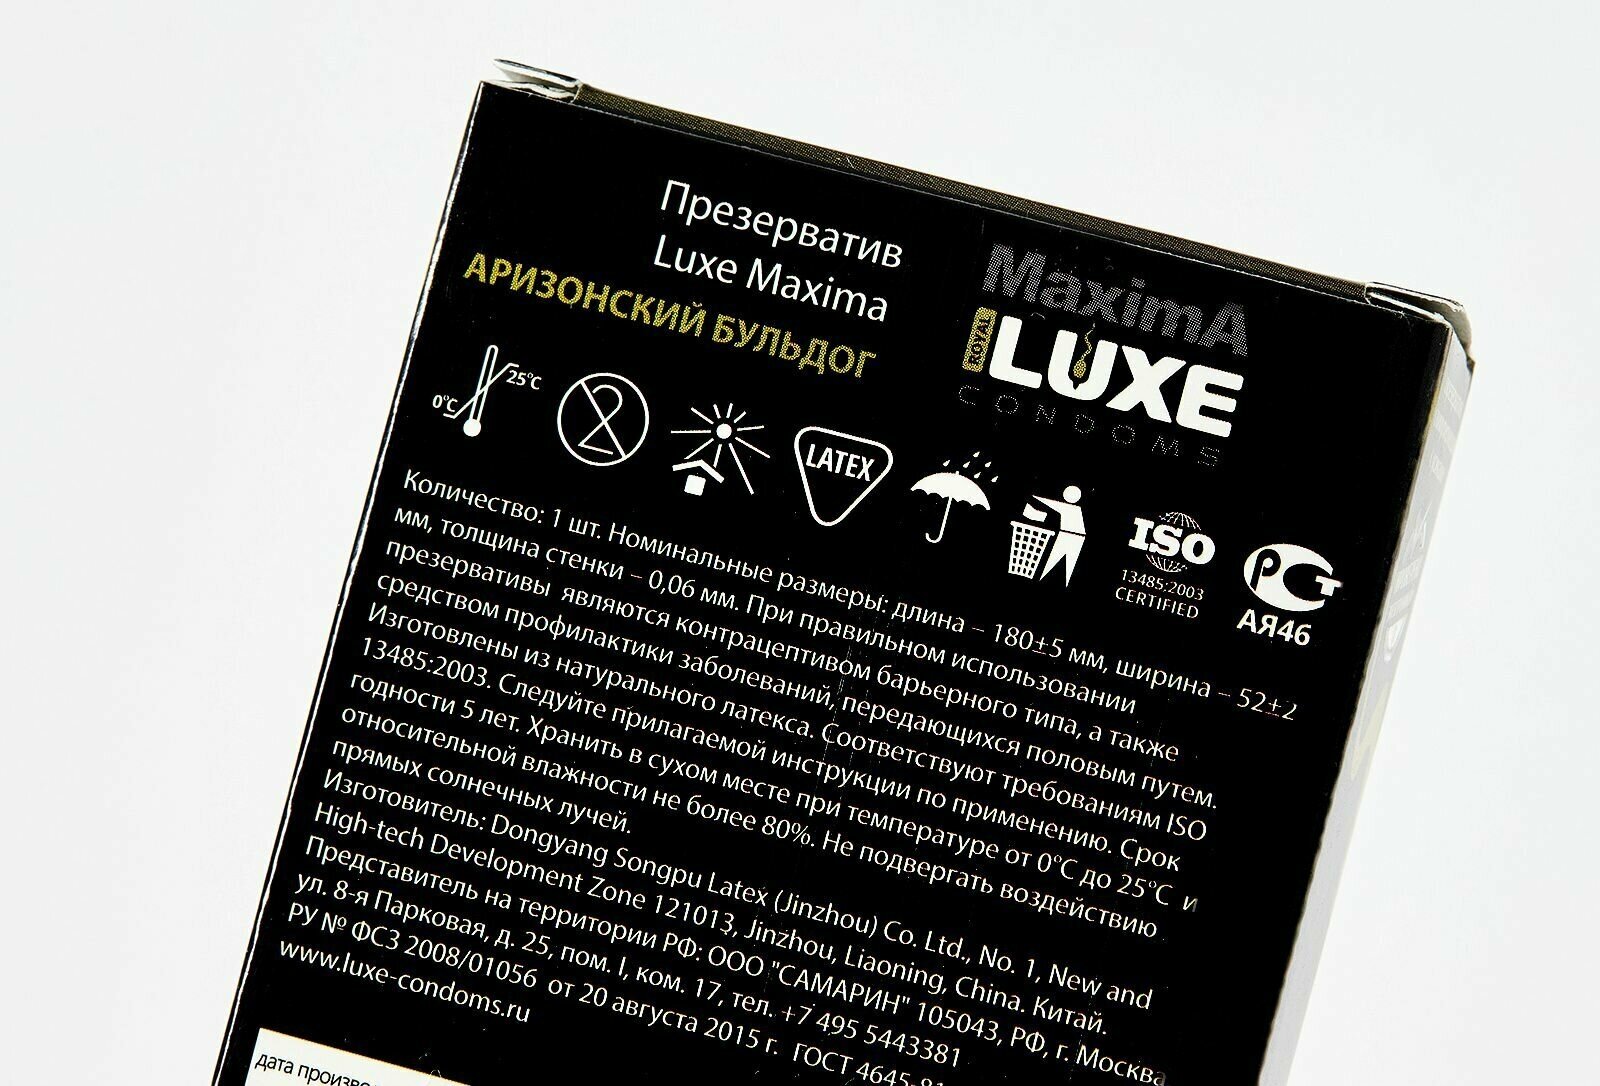 Презерватив
Luxe Maxima
АРИЗОНСКИЙ БУЛЬДОГ
MaximA
ROYAL
LUXE
CONDOMS
0°C
25°C
2
LATEX
ISO
13485:2003
CERTIFIED
РСТ
АЯ46
Количество: 1 шт. Номинальные размеры: длина – 180±5 мм, ширина – 52±2
мм, толщина стенки – 0,06 мм. При правильном использовании
презервативы являются контрацептивом барьерного типа, а также
средством профилактики заболеваний, передающихся половым путем.
Изготовлены из натурального латекса. Соответствуют требованиям ISO
13485:2003. Следуйте прилагаемой инструкции по применению. Срок
годности 5 лет. Хранить в сухом месте при температуре от 0°C до 25°C и
относительной влажности не более 80%. Не подвергать воздействию
прямых солнечных лучей.
Изготовитель: Dongyang Songpu Latex (Jinzhou) Co. Ltd., No. 1, New and
High-tech Development Zone 121013, Jinzhou, Liaoning, China. Китай.
Представитель на территории РФ: ООО "САМАРИН" 105043, РФ, г. Москва
ул. 8-я Парковая, д. 25, пом. I, ком. 17, тел. +7 495 5443381
РУ № ФСЗ 2008/01056 от 20 августа 2015 г. ГОСТ 4645-81
www.luxe-condoms.ru
дата